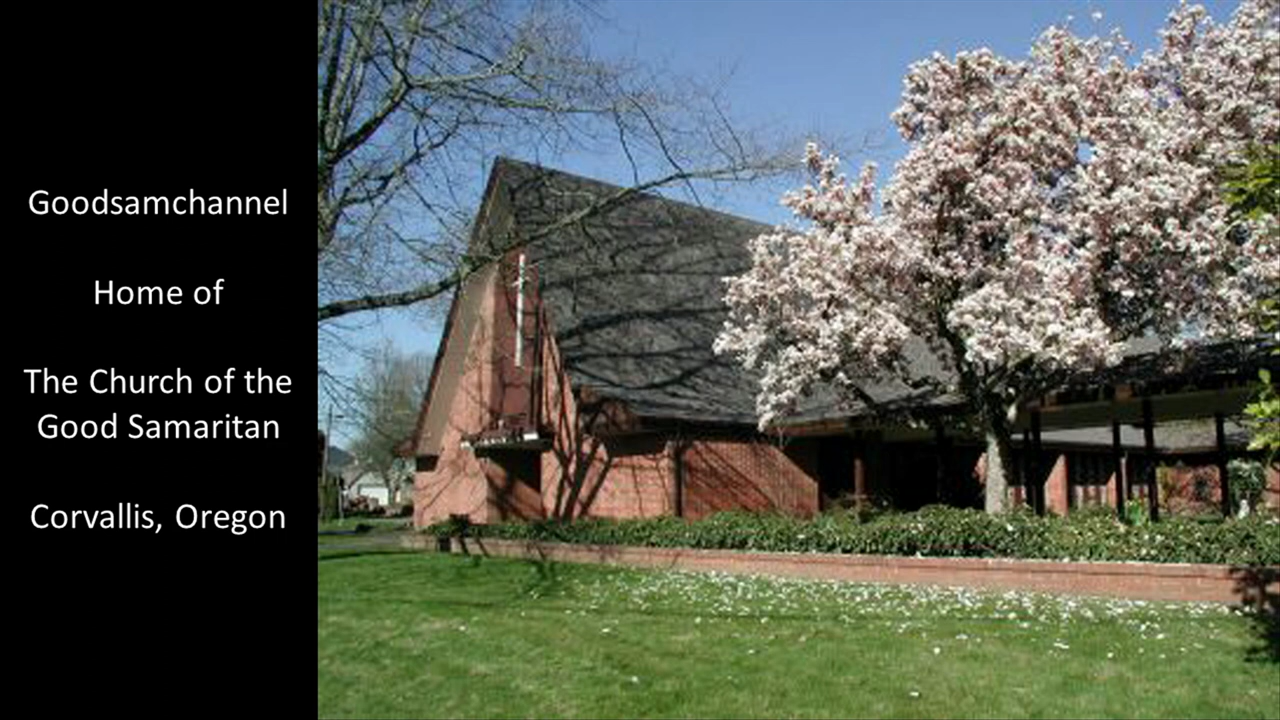 Goodsamchannel
Home of
The Church of the
Good Samaritan
Corvallis, Oregon